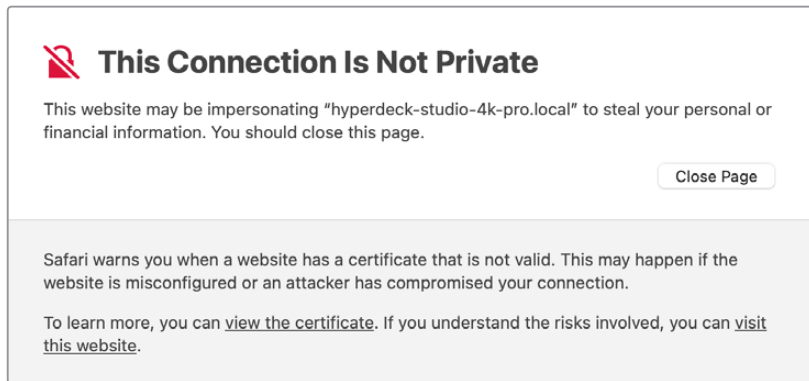 This Connection Is Not Private
This website may be impersonating “hyperdeck-studio-4k-pro.local” to steal your personal or
financial information. You should close this page.
Close Page
Safari warns you when a website has a certificate that is not valid. This may happen if the
website is misconfigured or an attacker has compromised your connection.
To learn more, you can view the certificate. If you understand the risks involved, you can visit
this website.